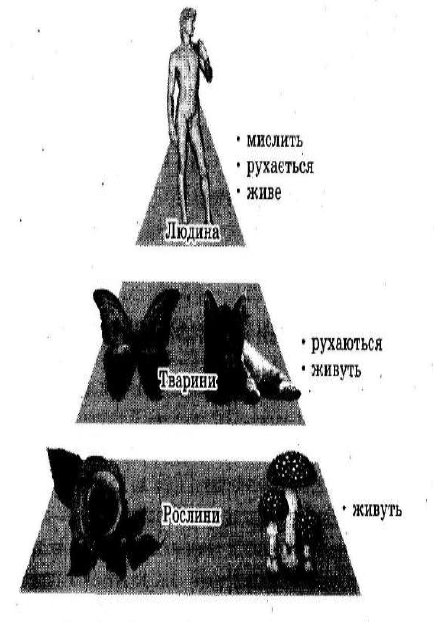 • мислить
• рухається
• живе
Людина
• рухаються
• живуть
Тварини
Рослини
• живуть